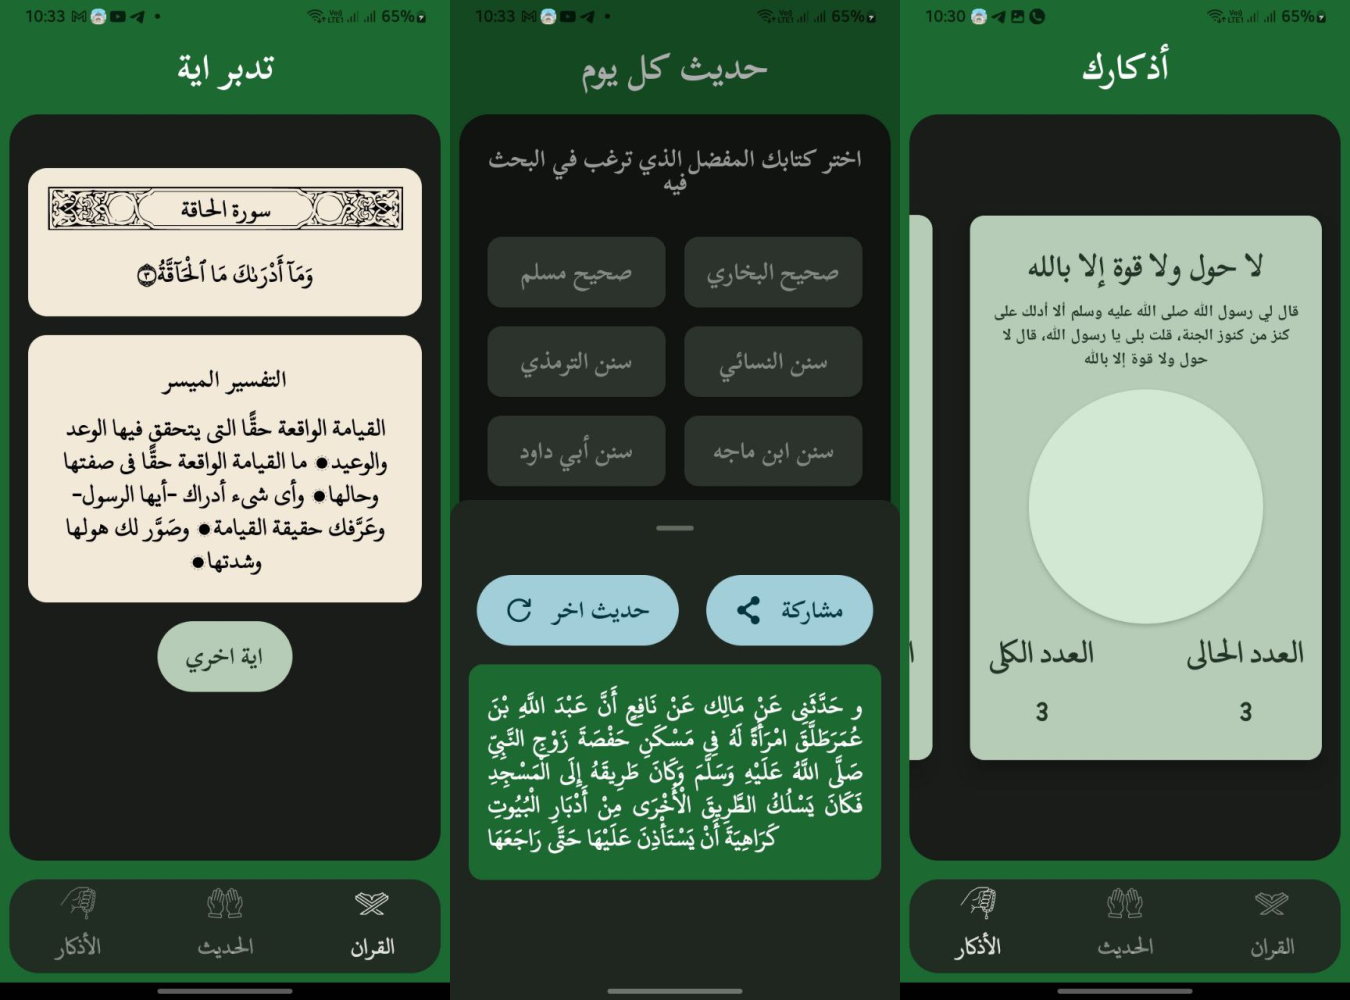 10:33
65%
تدبر اية
سورة الحاقة
وَمَآ أَدْرَىٰكَ مَا ٱلْحَآقَّةُ ٣
التفسير الميسر
القيامة الواقعة حقًّا التي يتحقق فيها الوعد
والوعيد۝ ما القيامة الواقعة حقًّا في صفتها
وحالها۝ وأي شيء أدراك -أيها الرسول-
وعَرَّفك حقيقة القيامة۝ وصَوَّر لك هولها
وشدتها۝
اية اخري
القران
الحديث
الأذكار
10:33
65%
حديث كل يوم
اختر كتابك المفضل الذي ترغب في البحث
فيه
صحيح البخاري
صحيح مسلم
سنن النسائي
سنن الترمذي
سنن ابن ماجه
سنن أبي داود
مشاركة
حديث اخر
و حَدَّثَنِي عَنْ مَالِك عَنْ نَافِعٍ أَنَّ عَبْدَ اللَّهِ بْنَ
عُمَرَطَلَّقَ امْرَأَةً لَهُ فِي مَسْكَنِ حَفْصَةَ زَوْجِ النَّبِيِّ
صَلَّى اللَّهُ عَلَيْهِ وَسَلَّمَ وَكَانَ طَرِيقَهُ إِلَى الْمَسْجِدِ
فَكَانَ يَسْلُكُ الطَّرِيقَ الْأُخْرَى مِنْ أَدْبَارِ الْبُيُوتِ
كَرَاهِيَةَ أَنْ يَسْتَأْذِنَ عَلَيْهَا حَتَّى رَاجَعَهَا
10:30
65%
أذكارك
لا حول ولا قوة إلا بالله
قال لي رسول الله صلى الله عليه وسلم ألا أدلك على
كنز من كنوز الجنة، قلت بلى يا رسول الله، قال لا
حول ولا قوة إلا بالله
العدد الحالى
العدد الكلى
3
3
القران
الحديث
الأذكار